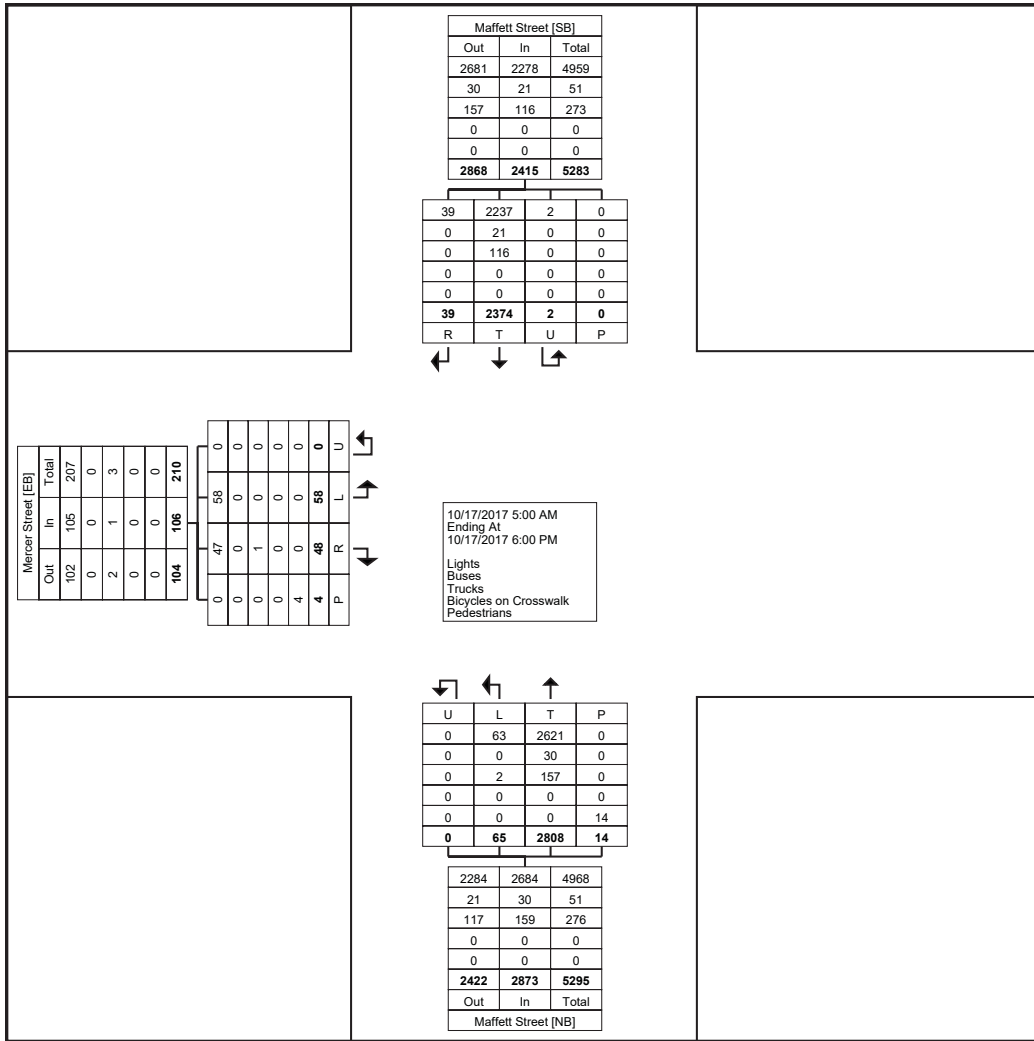 Maffett Street [SB]
Out In Total
2681 2278 4959
30 21 51
157 116 273
0 0 0
0 0 0
2868 2415 5283
39 2237 2 0
0 21 0 0
0 116 0 0
0 0 0 0
0 0 0 0
39 2374 2 0
R T U P
Mercer Street [EB]
Out In Total
102 105 207
0 0 0
2 1 3
0 0 0
0 0 0
104 106 210
0 47 58 0
0 0 0 0
0 1 0 0
0 0 0 0
4 0 0 0
4 48 58 0
P R L U
10/17/2017 5:00 AM
Ending At
10/17/2017 6:00 PM
Lights
Buses
Trucks
Bicycles on Crosswalk
Pedestrians
U L T P
0 63 2621 0
0 0 30 0
0 2 157 0
0 0 0 0
0 0 0 14
0 65 2808 14
2284 2684 4968
21 30 51
117 159 276
0 0 0
0 0 0
2422 2873 5295
Out In Total
Maffett Street [NB]